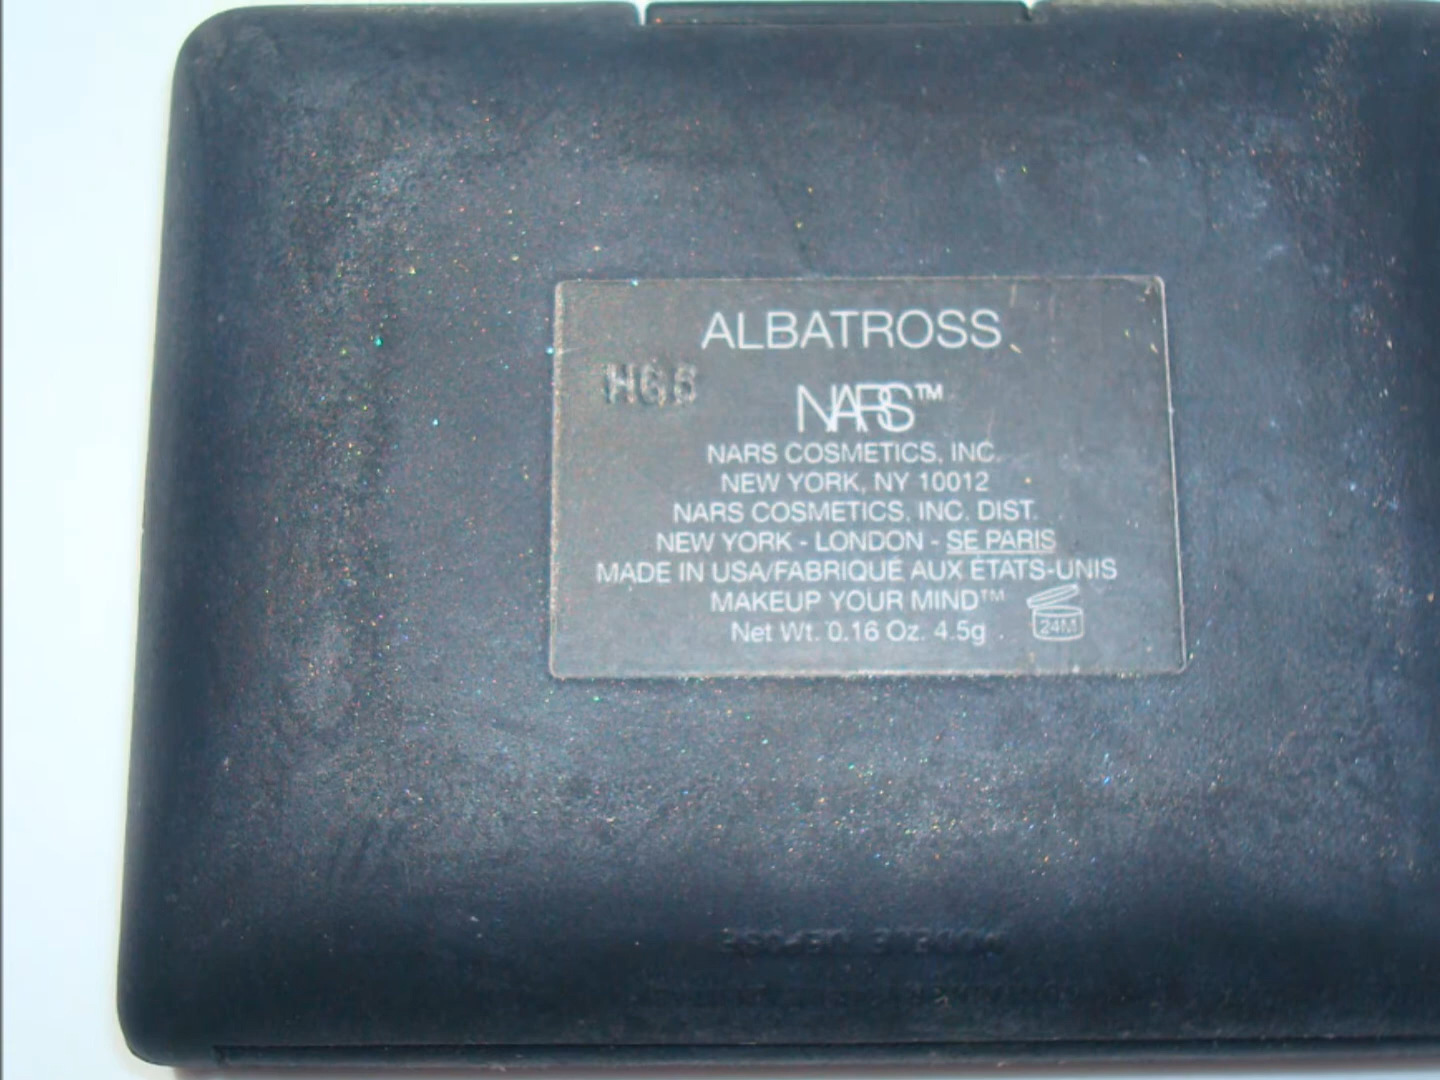 ALBATROSS
NARS™
NARS COSMETICS, INC.
NEW YORK, NY 10012
NARS COSMETICS, INC. DIST.
NEW YORK - LONDON - SE PARIS
MADE IN USA/FABRIQUÉ AUX ÉTATS-UNIS
MAKEUP YOUR MIND™
Net Wt. 0.16 Oz. 4.5g
24M